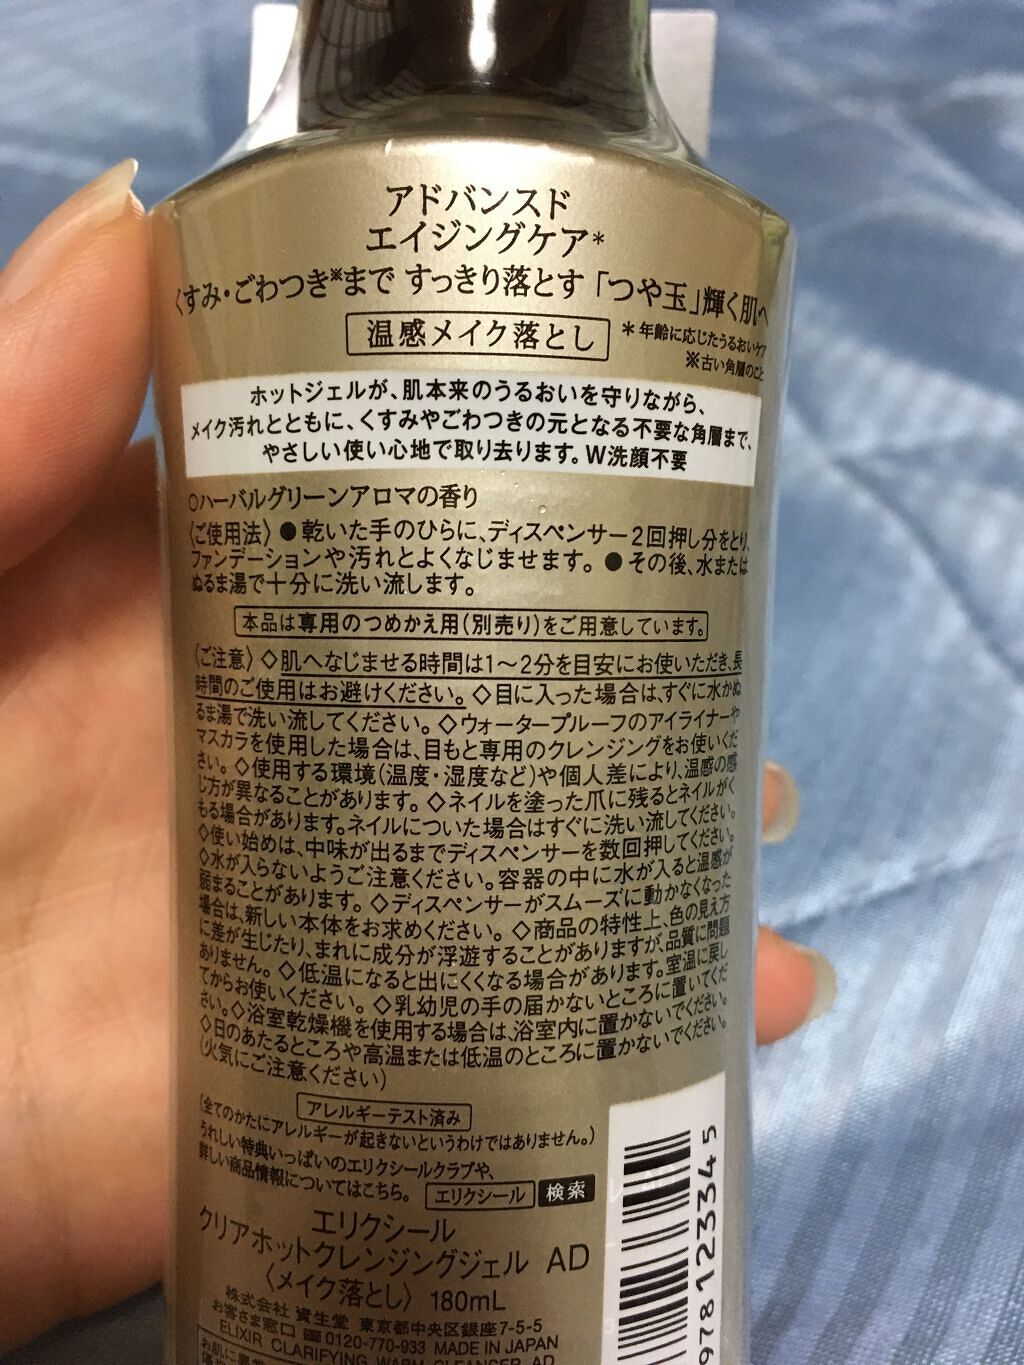 アドバンスド
エイジングケア*
くすみ・ごわつき※まで すっきり落とす「つや玉」輝く肌へ
温感メイク落とし
*年齢に応じたうるおいケア
※古い角層のこと
ホットジェルが、肌本来のうるおいを守りながら、
メイク汚れとともに、くすみやごわつきの元となる不要な角層まで、
やさしい使い心地で取り去ります。W洗顔不要
○ハーバルグリーンアロマの香り
〈ご使用法〉●乾いた手のひらに、ディスペンサー2回押し分をとり、
ファンデーションや汚れとよくなじませます。●その後、水または
ぬるま湯で十分に洗い流します。
本品は専用のつめかえ用(別売り)をご用意しています。
〈ご注意〉◇肌へなじませる時間は1～2分を目安にお使いただき、長
時間のご使用はお避けください。◇目に入った場合は、すぐに水かぬ
るま湯で洗い流してください。◇ウォータープルーフのアイライナーや
マスカラを使用した場合は、目もと専用のクレンジングをお使いくだ
さい。◇使用する環境(温度・湿度など)や個人差により、温感の感
じ方が異なることがあります。◇ネイルを塗った爪に残るとネイルがく
もる場合があります。ネイルについた場合はすぐに洗い流してください。
◇使い始めは、中味が出るまでディスペンサーを数回押してください。
◇水が入らないようご注意ください。容器の中に水が入ると温感が
弱まることがあります。◇ディスペンサーがスムーズに動かなくなった
場合は、新しい本体をお求めください。◇商品の特性上、色の見え方
に差が生じたり、まれに成分が浮遊することがありますが、品質に問題
ありません。◇低温になると出にくくなる場合があります。室温に戻し
てからお使いください。◇乳幼児の手の届かないところに置いてくだ
さい。◇浴室乾燥機を使用する場合は、浴室内に置かないでください。
◇日のあたるところや高温または低温のところに置かないでください。
(火気にご注意ください)
アレルギーテスト済み
(全てのかたにアレルギーが起きないというわけではありません。)
うれしい特典いっぱいのエリクシールクラブや、
詳しい商品情報についてはこちら。 エリクシール 検索
エリクシール
クリアホットクレンジングジェル AD
〈メイク落とし〉 180mL
株式会社 資生堂 東京都中央区銀座7-5-5
お客さま窓口 0120-770-933 MADE IN JAPAN
ELIXIR CLARIFYING WARM CLEANSER AD
978123345